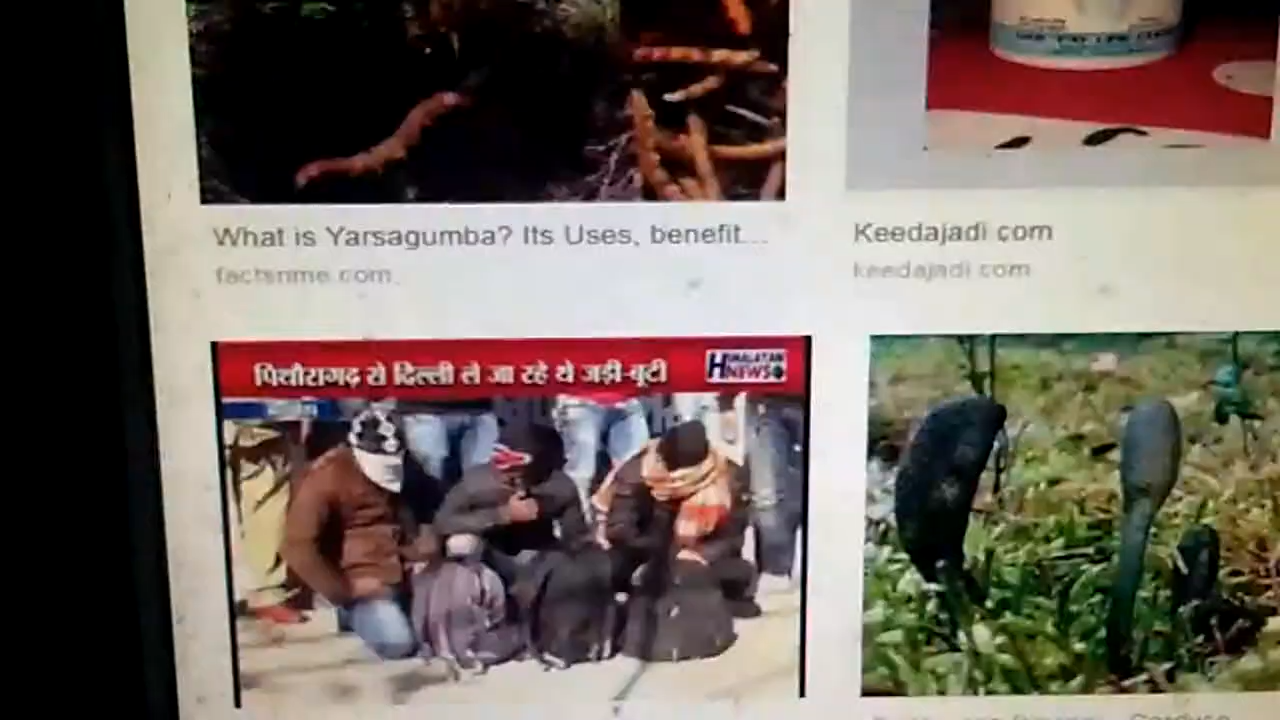 What is Yarsagumba? Its Uses, benefit...
factsnme.com
Keedajadi com
keedajadi com
पिथौरागढ़ से दिल्ली ले जा रहे थे जड़ी-बूटी
HIMALAYAN
NEWS